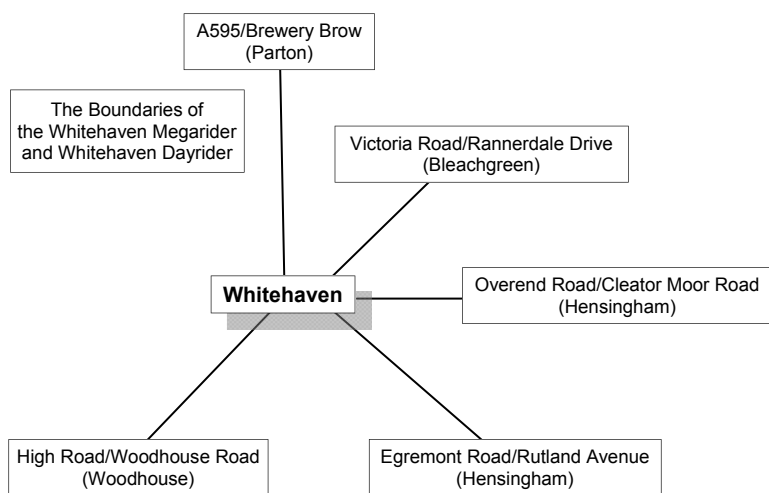 A595/Brewery Brow
(Parton)
The Boundaries of
the Whitehaven Megarider
and Whitehaven Dayrider
Victoria Road/Rannerdale Drive
(Bleachgreen)
Whitehaven
Overend Road/Cleator Moor Road
(Hensingham)
High Road/Woodhouse Road
(Woodhouse)
Egremont Road/Rutland Avenue
(Hensingham)